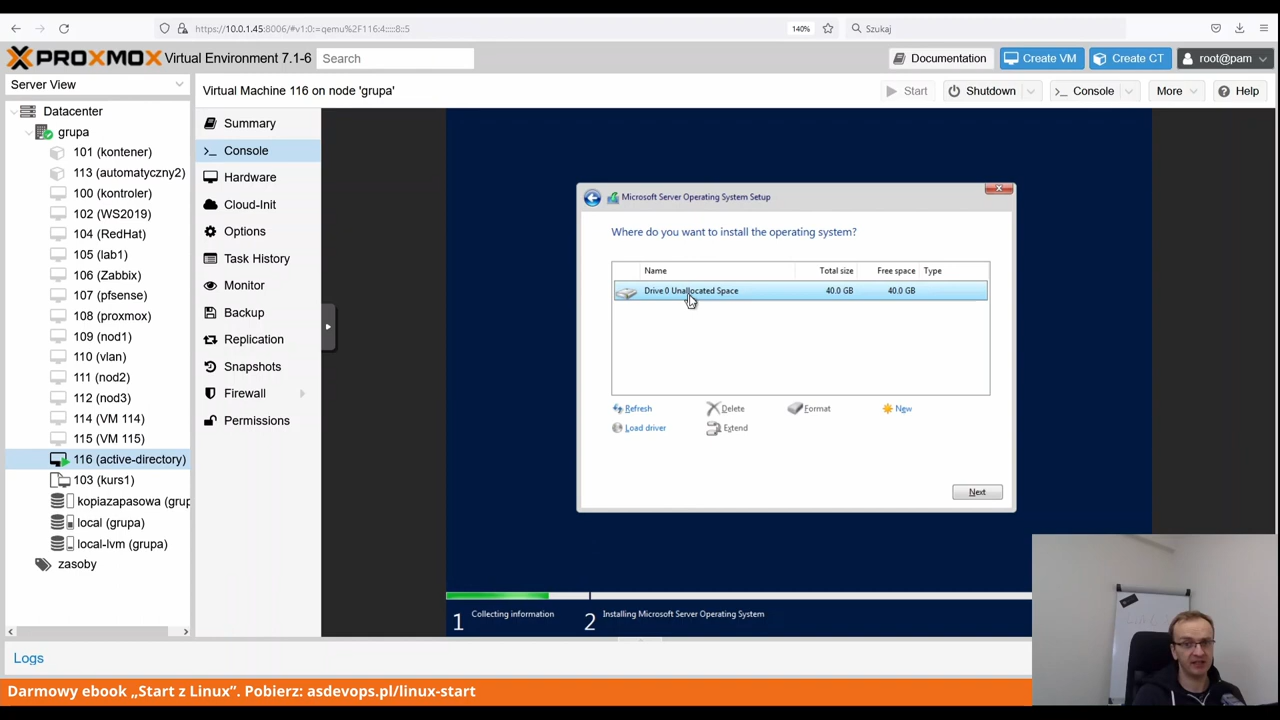 https://10.0.1.45:8006/#v1:0:=qemu%2F116:4:::::8::5
140%
Szukaj
PROXMOX Virtual Environment 7.1-6
Search
Documentation
Create VM
Create CT
root@pam
Server View
Virtual Machine 116 on node 'grupa'
Start
Shutdown
Console
More
Help
Datacenter
grupa
101 (kontener)
113 (automatyczny2)
100 (kontroler)
102 (WS2019)
104 (RedHat)
105 (lab1)
106 (Zabbix)
107 (pfsense)
108 (proxmox)
109 (nod1)
110 (vlan)
111 (nod2)
112 (nod3)
114 (VM 114)
115 (VM 115)
116 (active-directory)
103 (kurs1)
kopiazapasowa (grup
local (grupa)
local-lvm (grupa)
zasoby
Summary
Console
Hardware
Cloud-Init
Options
Task History
Monitor
Backup
Replication
Snapshots
Firewall
Permissions
Microsoft Server Operating System Setup
Where do you want to install the operating system?
Name Total size Free space Type
Drive 0 Unallocated Space 40.0 GB 40.0 GB
Refresh Delete Format New
Load driver Extend
Next
1 Collecting information
2 Installing Microsoft Server Operating System
Logs
Darmowy ebook „Start z Linux”. Pobierz: asdevops.pl/linux-start